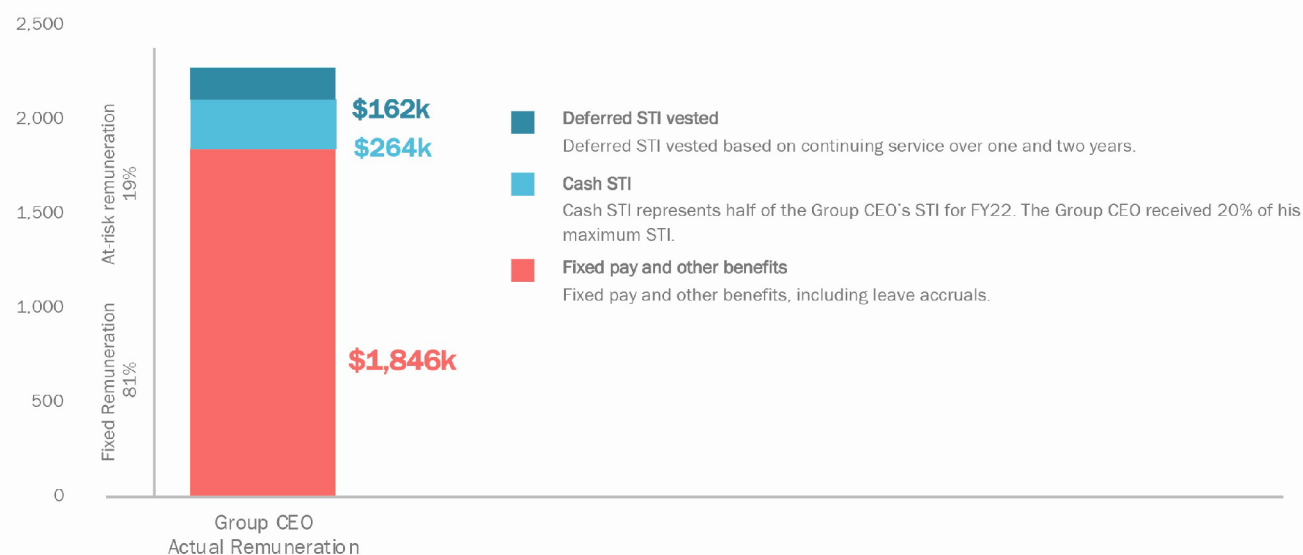 2,500
2,000
1,500
1,000
500
0
At-risk remuneration
19%
Fixed Remuneration
81%
$162k
$264k
$1,846k
Deferred STI vested
Deferred STI vested based on continuing service over one and two years.
Cash STI
Cash STI represents half of the Group CEO's STI for FY22. The Group CEO received 20% of his
maximum STI.
Fixed pay and other benefits
Fixed pay and other benefits, including leave accruals.
Group CEO
Actual Remuneration